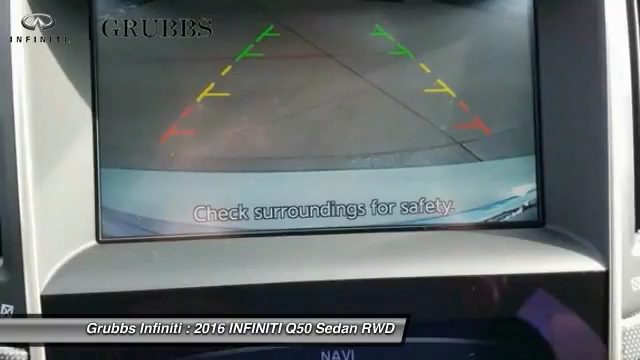 INFINITI
GRUBBS
Check surroundings for safety.
Grubbs Infiniti : 2016 INFINITI Q50 Sedan RWD
NAVI